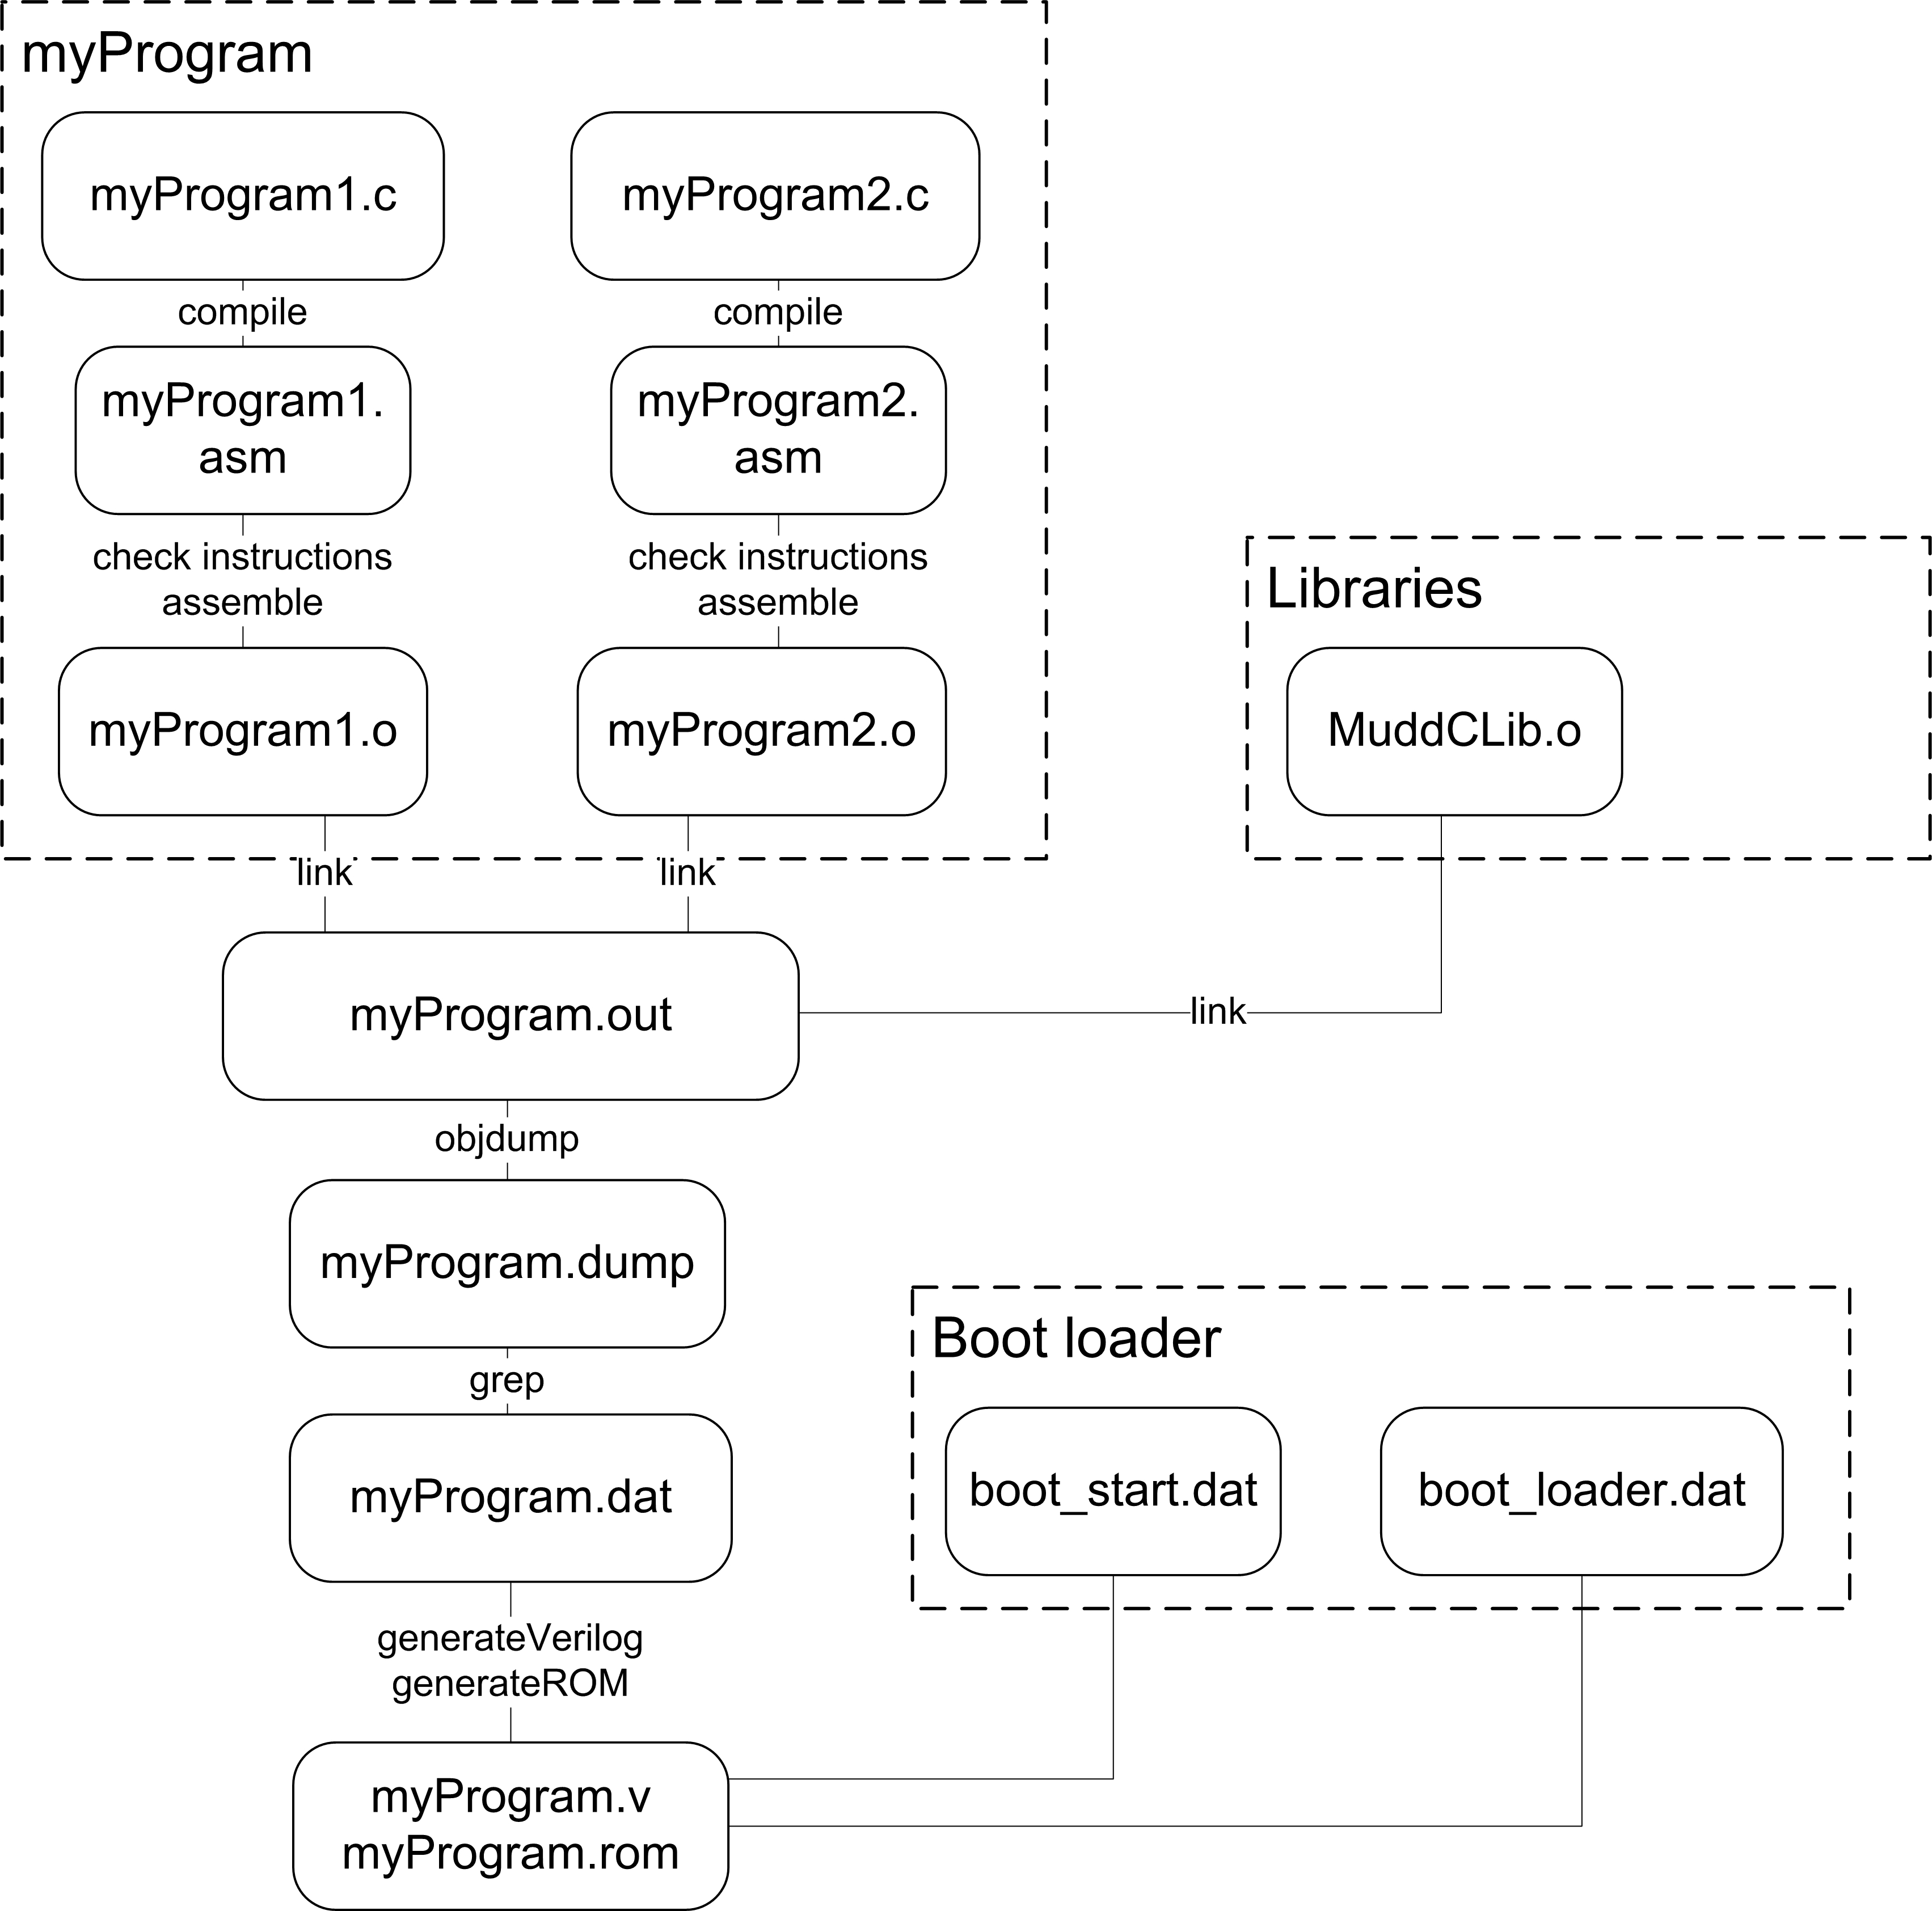 myProgram
myProgram1.c
myProgram2.c
compile
compile
myProgram1.
asm
myProgram2.
asm
check instructions
assemble
check instructions
assemble
Libraries
myProgram1.o
myProgram2.o
MuddCLib.o
link
link
myProgram.out
link
objdump
myProgram.dump
Boot loader
grep
myProgram.dat
boot_start.dat
boot_loader.dat
generateVerilog
generateROM
myProgram.v
myProgram.rom